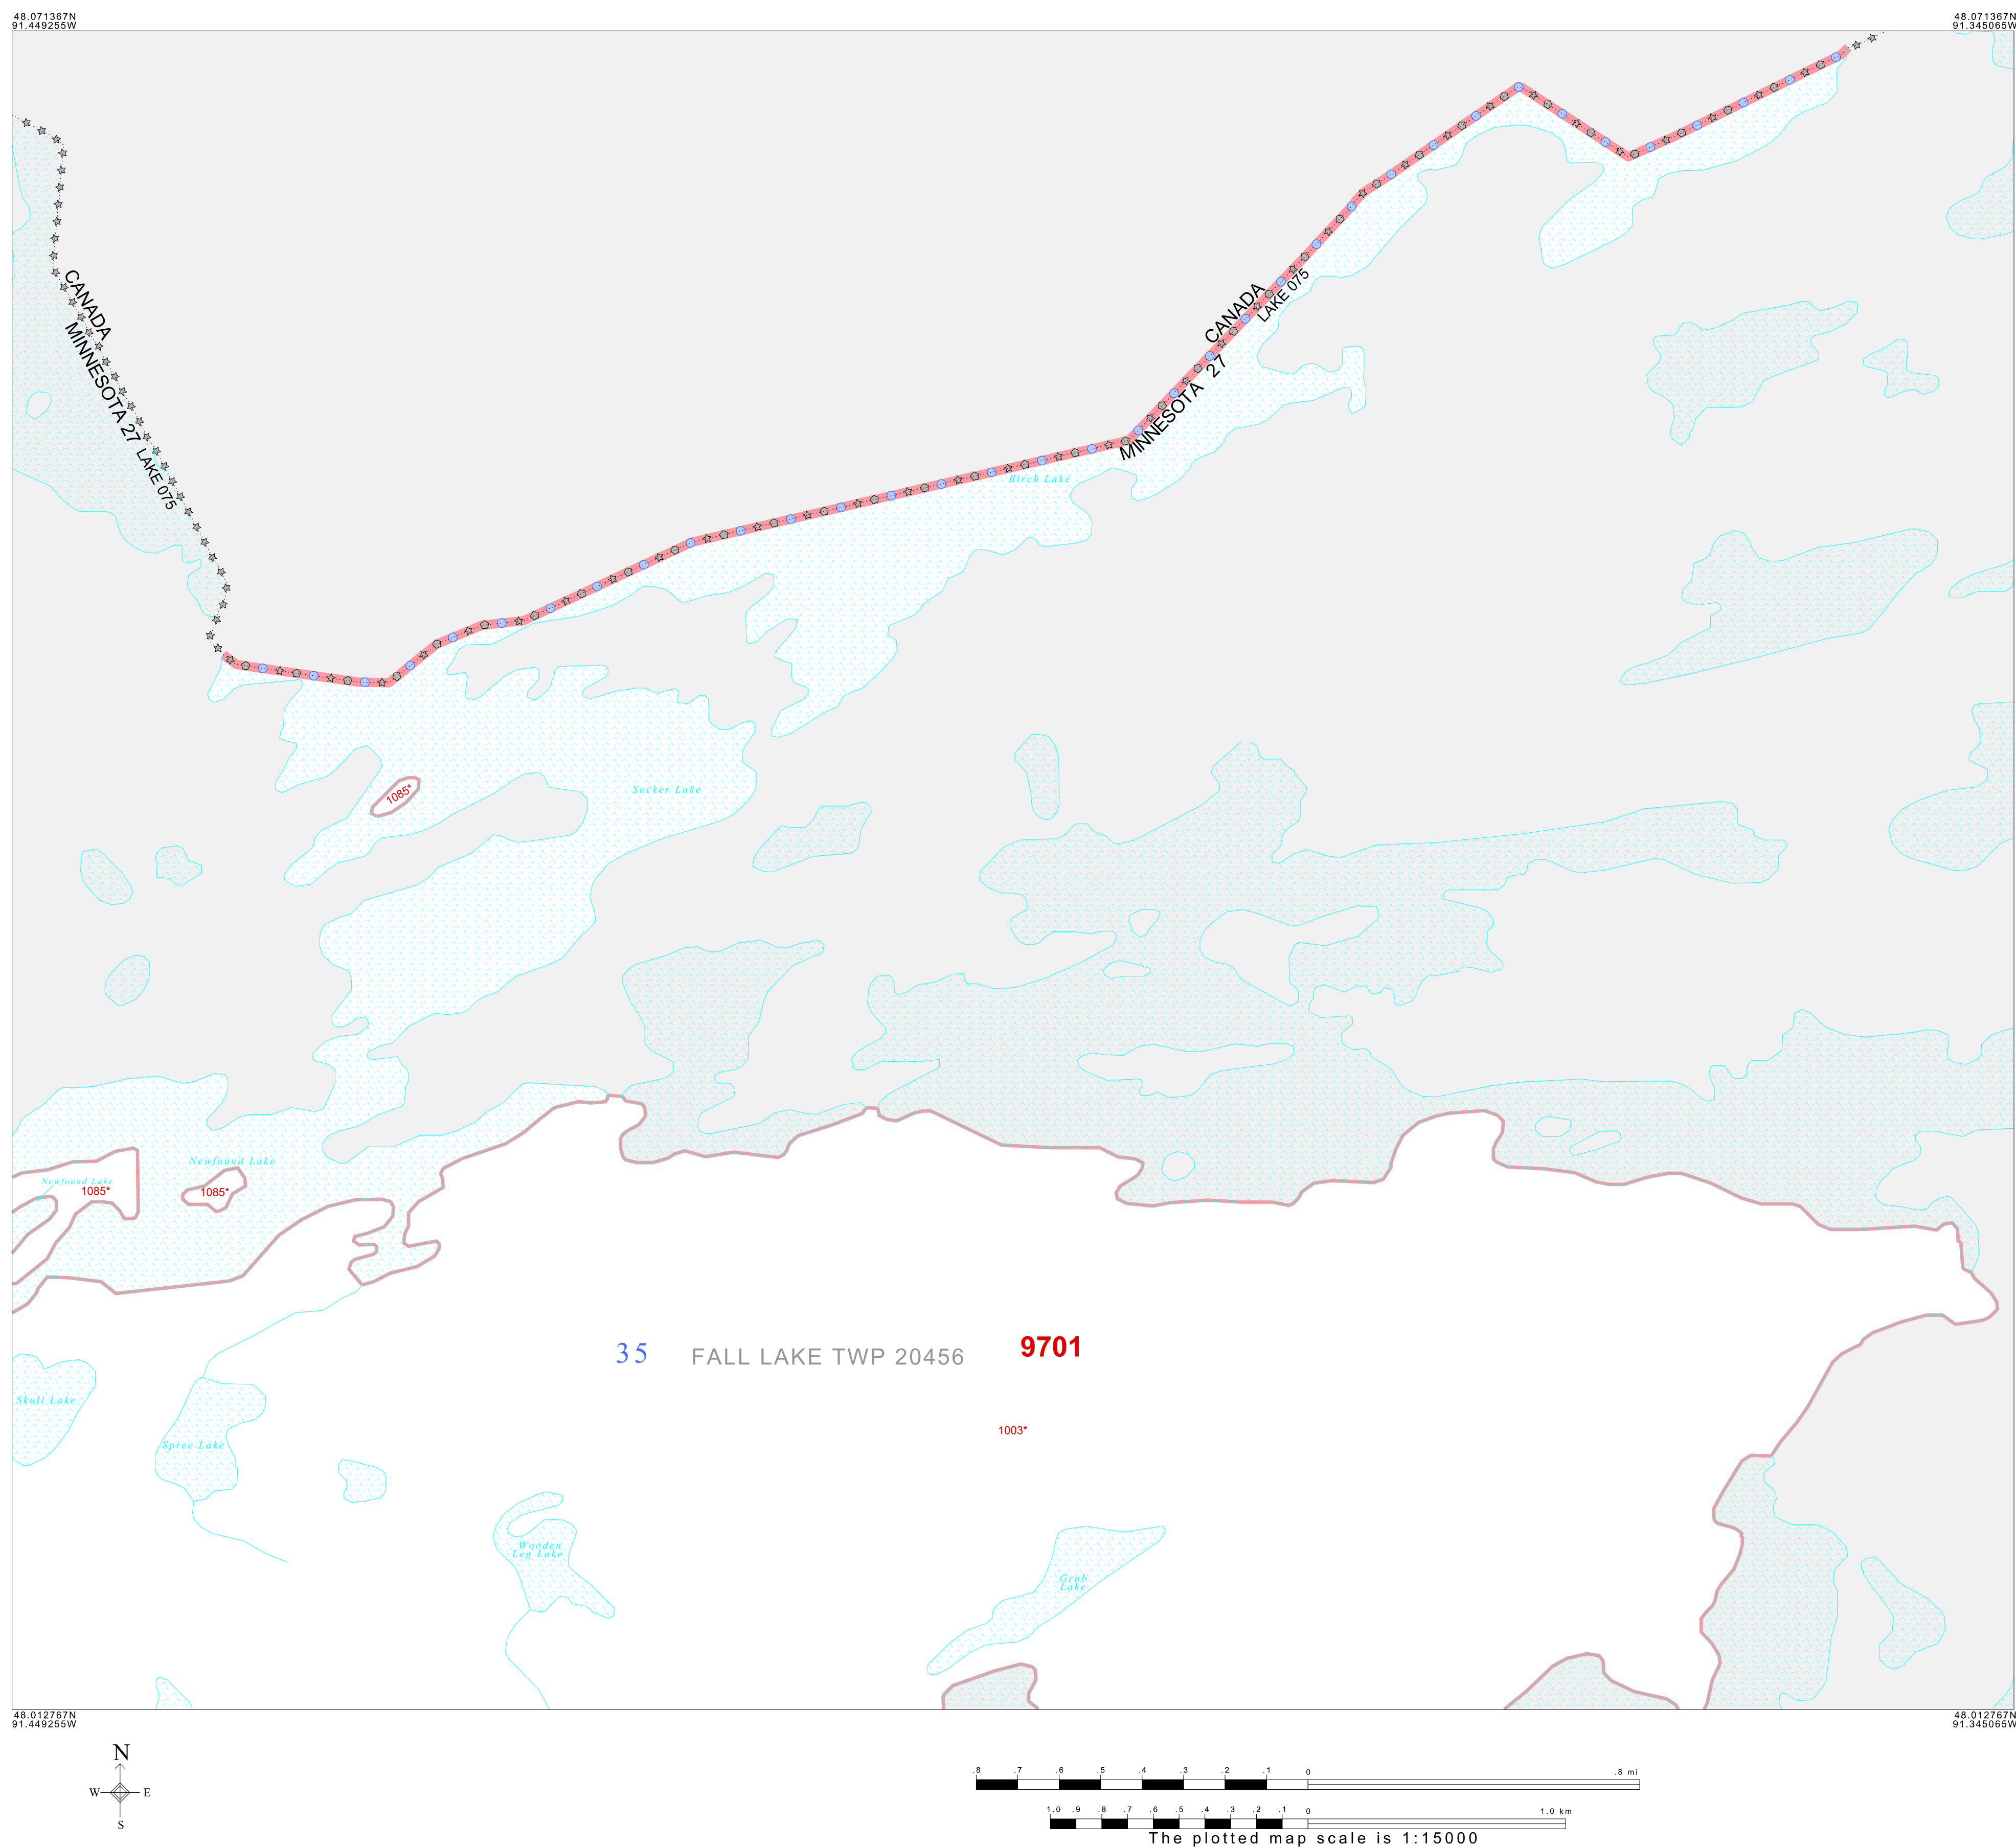 48.071367N
91.449255W
48.071367N
91.345065W
CANADA
MINNESOTA 27
LAKE 075
CANADA
LAKE 075
MINNESOTA 27
Birch Lake
1085*
Sucker Lake
Newfound Lake
Newfound Lake
1085*
1085*
35
FALL LAKE TWP 20456
9701
Skull Lake
1003*
Spree Lake
Wooden
Leg Lake
Grub
Lake
48.012767N
91.449255W
48.012767N
91.345065W
N
W
E
S
.8 .7 .6 .5 .4 .3 .2 .1 0 .8 mi
1.0 .9 .8 .7 .6 .5 .4 .3 .2 .1 0 1.0 km
The plotted map scale is 1:15000